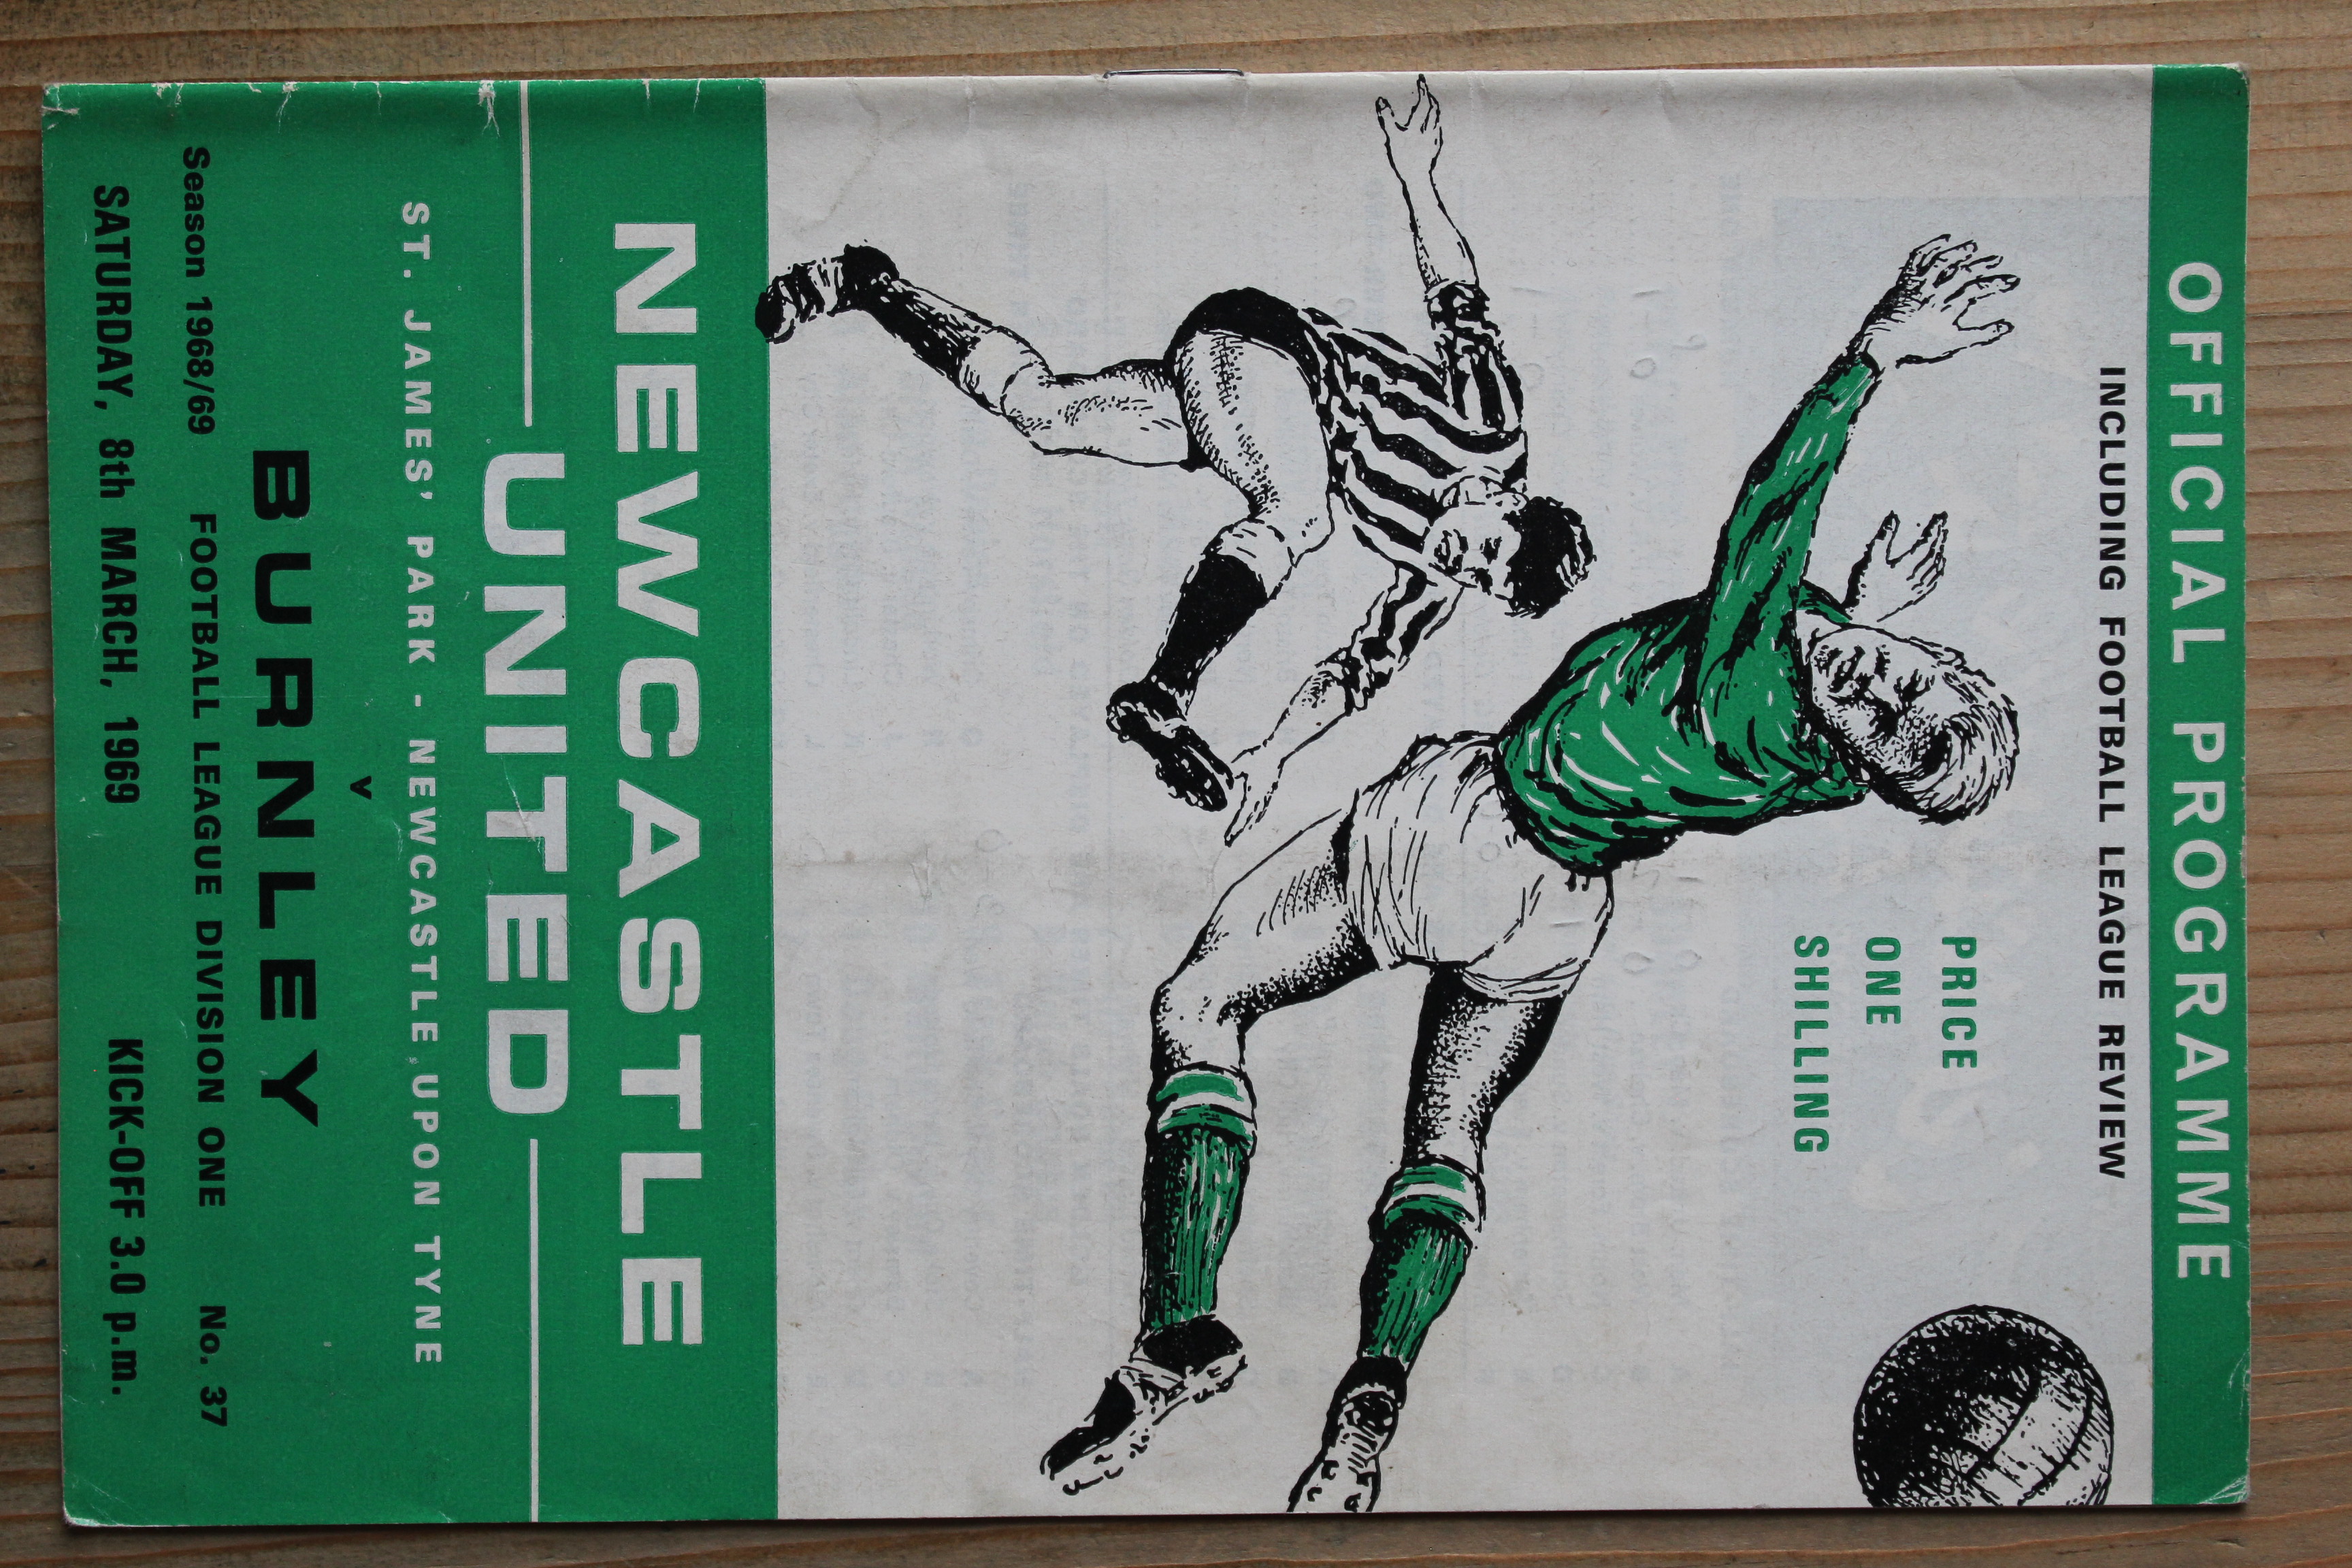 OFFICIAL PROGRAMME
INCLUDING FOOTBALL LEAGUE REVIEW
PRICE
ONE
SHILLING
NEWCASTLE
UNITED
ST. JAMES' PARK - NEWCASTLE UPON TYNE
v
BURNLEY
Season 1968/69 FOOTBALL LEAGUE DIVISION ONE No. 37
SATURDAY, 8th MARCH, 1969 KICK-OFF 3.0 p.m.